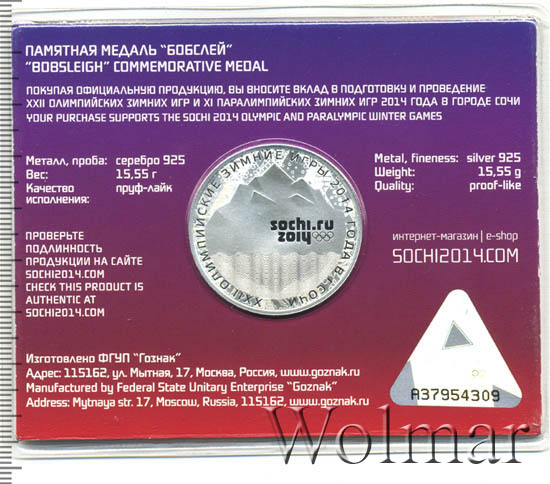 ПАМЯТНАЯ МЕДАЛЬ "БОБСЛЕЙ"
"BOBSLEIGH" COMMEMORATIVE MEDAL
ПОКУПАЯ ОФИЦИАЛЬНУЮ ПРОДУКЦИЮ, ВЫ ВНОСИТЕ ВКЛАД В ПОДГОТОВКУ И ПРОВЕДЕНИЕ
XXII ОЛИМПИЙСКИХ ЗИМНИХ ИГР И XI ПАРАЛИМПИЙСКИХ ЗИМНИХ ИГР 2014 ГОДА В ГОРОДЕ СОЧИ
YOUR PURCHASE SUPPORTS THE SOCHI 2014 OLYMPIC AND PARALYMPIC WINTER GAMES
Металл, проба: серебро 925
Вес: 15,55 г
Качество исполнения: пруф-лайк
Metal, fineness: silver 925
Weight: 15,55 g
Quality: proof-like
XXII ОЛИМПИЙСКИЕ ЗИМНИЕ ИГРЫ 2014 ГОДА В Г. СОЧИ
sochi.ru
2014
ПРОВЕРЬТЕ
ПОДЛИННОСТЬ
ПРОДУКЦИИ НА САЙТЕ
SOCHI2014.COM
CHECK THIS PRODUCT IS
AUTHENTIC AT
SOCHI2014.COM
интернет-магазин | e-shop
SOCHI2014.COM
Изготовлено ФГУП "Гознак"
Адрес: 115162, ул. Мытная, 17, Москва, Россия, www.goznak.ru
Manufactured by Federal State Unitary Enterprise "Goznak"
Address: Mytnaya str. 17, Moscow, Russia, 115162, www.goznak.ru
A37954309
Wolmar